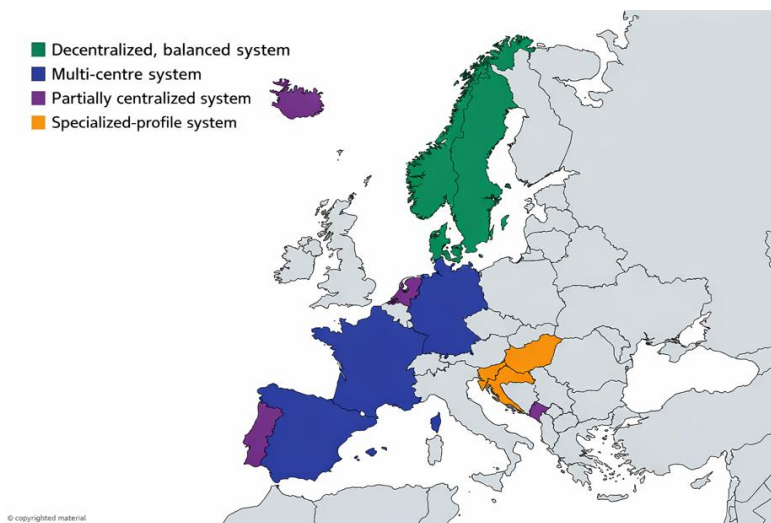 Decentralized, balanced system
Multi-centre system
Partially centralized system
Specialized-profile system
© copyrighted material